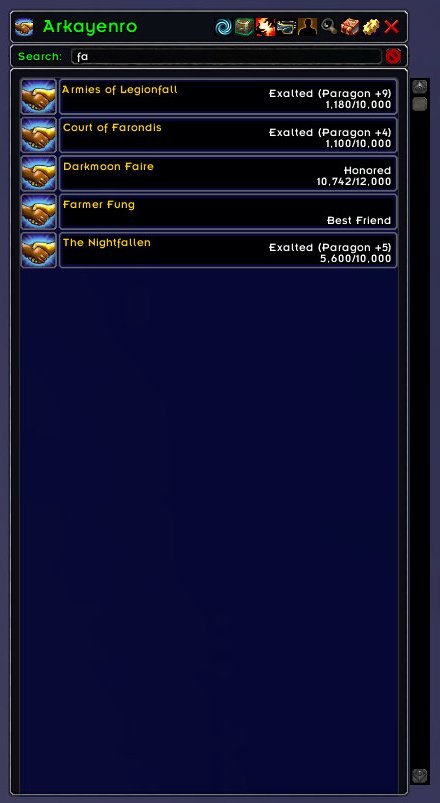 Arkayenro
Search: fa
Armies of Legionfall
Exalted (Paragon +9)
1,180/10,000
Court of Farondis
Exalted (Paragon +4)
1,100/10,000
Darkmoon Faire
Honored
10,742/12,000
Farmer Fung
Best Friend
The Nightfallen
Exalted (Paragon +5)
5,600/10,000